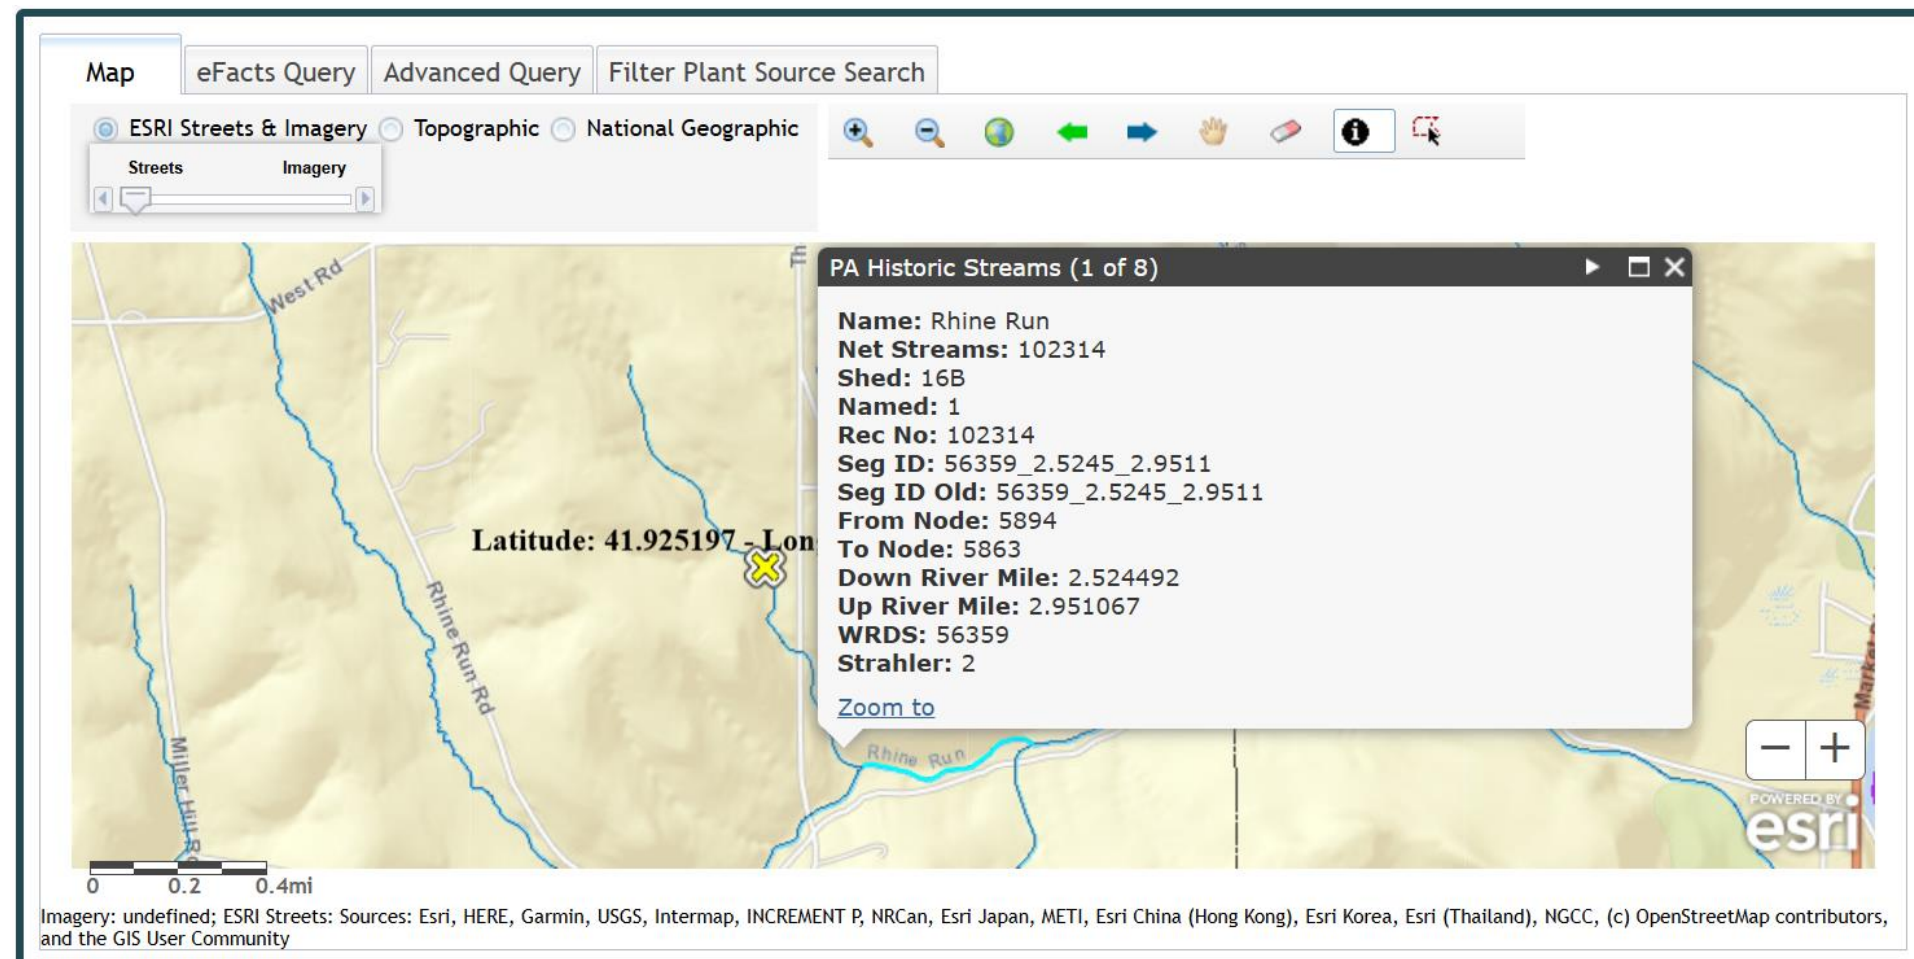 Map
eFacts Query
Advanced Query
Filter Plant Source Search
ESRI Streets & Imagery
Topographic
National Geographic
Streets
Imagery
West Rd
Th
PA Historic Streams (1 of 8)
Name: Rhine Run
Net Streams: 102314
Shed: 16B
Named: 1
Rec No: 102314
Seg ID: 56359_2.5245_2.9511
Seg ID Old: 56359_2.5245_2.9511
From Node: 5894
To Node: 5863
Down River Mile: 2.524492
Up River Mile: 2.951067
WRDS: 56359
Strahler: 2
Zoom to
Latitude: 41.925197 - Lon
Rhine Run Rd
Miller Hill Rd
Rhine Run
Market S
POWERED BY
esri
0
0.2
0.4mi
Imagery: undefined; ESRI Streets: Sources: Esri, HERE, Garmin, USGS, Intermap, INCREMENT P, NRCan, Esri Japan, METI, Esri China (Hong Kong), Esri Korea, Esri (Thailand), NGCC, (c) OpenStreetMap contributors,
and the GIS User Community